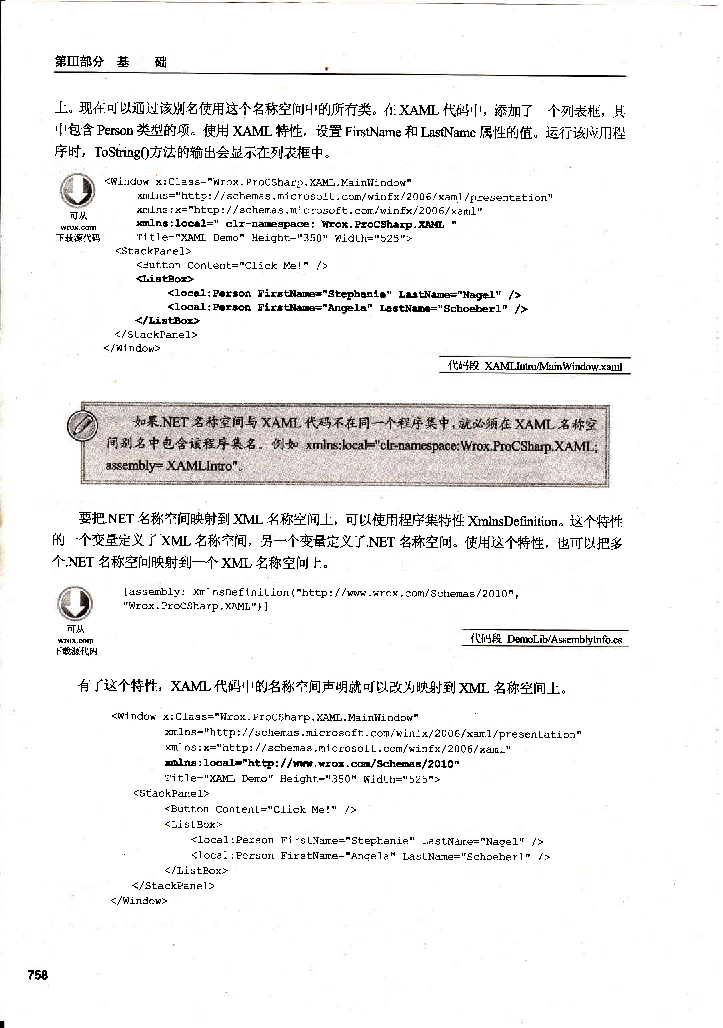 第III部分 基 础
上。现在可以通过该别名使用这个名称空间中的所有类。在 XAML 代码中，添加了一个列表框，其
中包含 Person 类型的项。使用 XAML 特性，设置 FirstName 和 LastName 属性的值。运行该应用程
序时，ToString()方法的输出会显示在列表框中。
可从
wrox.com
下载源代码
<Window x:Class="Wrox.ProCSharp.XAML.MainWindow"
xmlns="http://schemas.microsoft.com/winfx/2006/xaml/presentation"
xmlns:x="http://schemas.microsoft.com/winfx/2006/xaml"
xmlns:local=" clr-namespace: Wrox.ProCSharp.XAML "
Title="XAML Demo" Height="350" Width="525">
<StackPanel>
<Button Content="Click Me!" />
<ListBox>
<local:Person FirstName="Stephanie" LastName="Nagel" />
<local:Person FirstName="Angela" LastName="Schoeberl" />
</ListBox>
</StackPanel>
</Window>
代码段 XAMLIntro/MainWindow.xaml
如果.NET 名称空间与 XAML 代码不在同一个程序集中，就必须在 XAML 名称空
间别名中包含该程序集名。例如 xmlns:local="clr-namespace:Wrox.ProCSharp.XAML;
assembly= XAMLIntro"。
要把.NET 名称空间映射到 XML 名称空间上，可以使用程序集特性 XmlnsDefinition。这个特性
的一个变量定义了 XML 名称空间，另一个变量定义了.NET 名称空间。使用这个特性，也可以把多
个.NET 名称空间映射到一个 XML 名称空间上。
可从
wrox.com
下载源代码
[assembly: XmlnsDefinition("http://www.wrox.com/Schemas/2010",
"Wrox.ProCSharp.XAML")]
代码段 DemoLib/AssemblyInfo.cs
有了这个特性，XAML 代码中的名称空间声明就可以改为映射到 XML 名称空间上。
<Window x:Class="Wrox.ProCSharp.XAML.MainWindow"
xmlns="http://schemas.microsoft.com/winfx/2006/xaml/presentation"
xmlns:x="http://schemas.microsoft.com/winfx/2006/xaml"
xmlns:local="http://www.wrox.com/Schemas/2010"
Title="XAML Demo" Height="350" Width="525">
<StackPanel>
<Button Content="Click Me!" />
<ListBox>
<local:Person FirstName="Stephanie" LastName="Nagel" />
<local:Person FirstName="Angela" LastName="Schoeberl" />
</ListBox>
</StackPanel>
</Window>
758